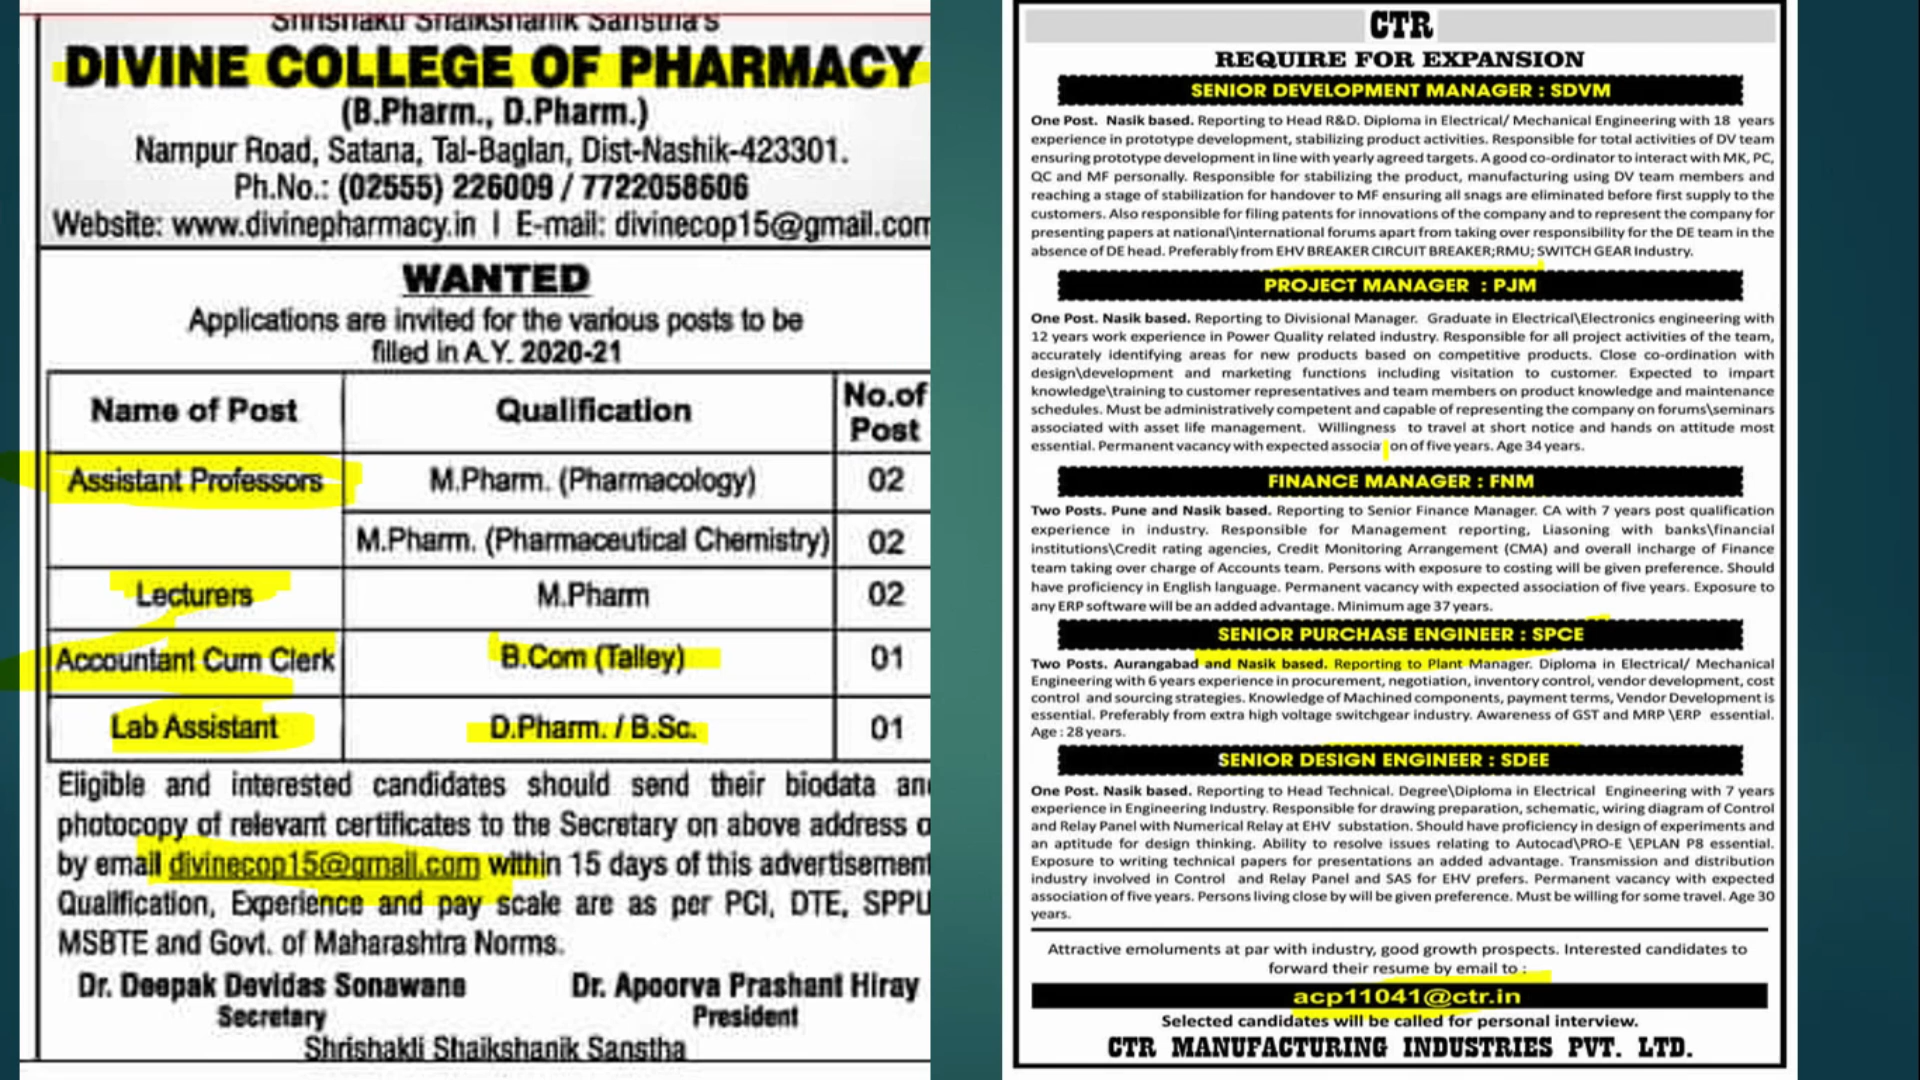 Shrishakti Shaikshanik Sanstha's
DIVINE COLLEGE OF PHARMACY
(B.Pharm., D.Pharm.)
Nampur Road, Satana, Tal-Baglan, Dist-Nashik-423301.
Ph.No.: (02555) 226009 / 7722058606
Website: www.divinepharmacy.in | E-mail: divinecop15@gmail.com
WANTED
Applications are invited for the various posts to be
filled in A.Y. 2020-21
Name of Post Qualification No.of Post
Assistant Professors M.Pharm. (Pharmacology) 02
M.Pharm. (Pharmaceutical Chemistry) 02
Lecturers M.Pharm 02
Accountant Cum Clerk B.Com (Talley) 01
Lab Assistant D.Pharm. / B.Sc. 01
Eligible and interested candidates should send their biodata
photocopy of relevant certificates to the Secretary on above address
by email divinecop15@gmail.com within 15 days of this advertisement
Qualification, Experience and pay scale are as per PCI, DTE, SPPU
MSBTE and Govt. of Maharashtra Norms.
Dr. Deepak Devidas Sonawane Dr. Apoorva Prashant Hiray
Secretary President
Shrishakti Shaikshanik Sanstha
CTR
REQUIRE FOR EXPANSION
SENIOR DEVELOPMENT MANAGER : SDVM
One Post. Nasik based. Reporting to Head R&D. Diploma in Electrical/ Mechanical Engineering with 18 years
experience in prototype development, stabilizing product activities. Responsible for total activities of DV team
ensuring prototype development in line with yearly agreed targets. A good co-ordinator to interact with MK, PC,
QC and MF personally. Responsible for stabilizing the product, manufacturing using DV team members and
reaching a stage of stabilization for handover to MF ensuring all snags are eliminated before first supply to the
customers. Also responsible for filing patents for innovations of the company and to represent the company for
presenting papers at national\international forums apart from taking over responsibility for the DE team in the
absence of DE head. Preferably from EHV BREAKER CIRCUIT BREAKER;RMU; SWITCH GEAR Industry.
PROJECT MANAGER : PJM
One Post. Nasik based. Reporting to Divisional Manager. Graduate in Electrical\Electronics engineering with
12 years work experience in Power Quality related industry. Responsible for all project activities of the team,
accurately identifying areas for new products based on competitive products. Close co-ordination with
design\development and marketing functions including visitation to customer. Expected to impart
knowledge\training to customer representatives and team members on product knowledge and maintenance
schedules. Must be administratively competent and capable of representing the company on forums\seminars
associated with asset life management. Willingness to travel at short notice and hands on attitude most
essential. Permanent vacancy with expected associa on of five years. Age 34 years.
FINANCE MANAGER : FNM
Two Posts. Pune and Nasik based. Reporting to Senior Finance Manager. CA with 7 years post qualification
experience in industry. Responsible for Management reporting, Liasoning with banks\financial
institutions\Credit rating agencies, Credit Monitoring Arrangement (CMA) and overall incharge of Finance
team taking over charge of Accounts team. Persons with exposure to costing will be given preference. Should
have proficiency in English language. Permanent vacancy with expected association of five years. Exposure to
any ERP software will be an added advantage. Minimum age 37 years.
SENIOR PURCHASE ENGINEER : SPCE
Two Posts. Aurangabad and Nasik based. Reporting to Plant Manager. Diploma in Electrical/ Mechanical
Engineering with 6 years experience in procurement, negotiation, inventory control, vendor development, cost
control and sourcing strategies. Knowledge of Machined components, payment terms, Vendor Development is
essential. Preferably from extra high voltage switchgear industry. Awareness of GST and MRP \ERP essential.
Age : 28 years.
SENIOR DESIGN ENGINEER : SDEE
One Post. Nasik based. Reporting to Head Technical. Degree\Diploma in Electrical Engineering with 7 years
experience in Engineering Industry. Responsible for drawing preparation, schematic, wiring diagram of Control
and Relay Panel with Numerical Relay at EHV substation. Should have proficiency in design of experiments and
an aptitude for design thinking. Ability to resolve issues relating to Autocad\PRO-E \EPLAN P8 essential.
Exposure to writing technical papers for presentations an added advantage. Transmission and distribution
industry involved in Control and Relay Panel and SAS for EHV prefers. Permanent vacancy with expected
association of five years. Persons living close by will be given preference. Must be willing for some travel. Age 30
years.
Attractive emoluments at par with industry, good growth prospects. Interested candidates to
forward their resume by email to :
acp11041@ctr.in
Selected candidates will be called for personal interview.
CTR MANUFACTURING INDUSTRIES PVT. LTD.